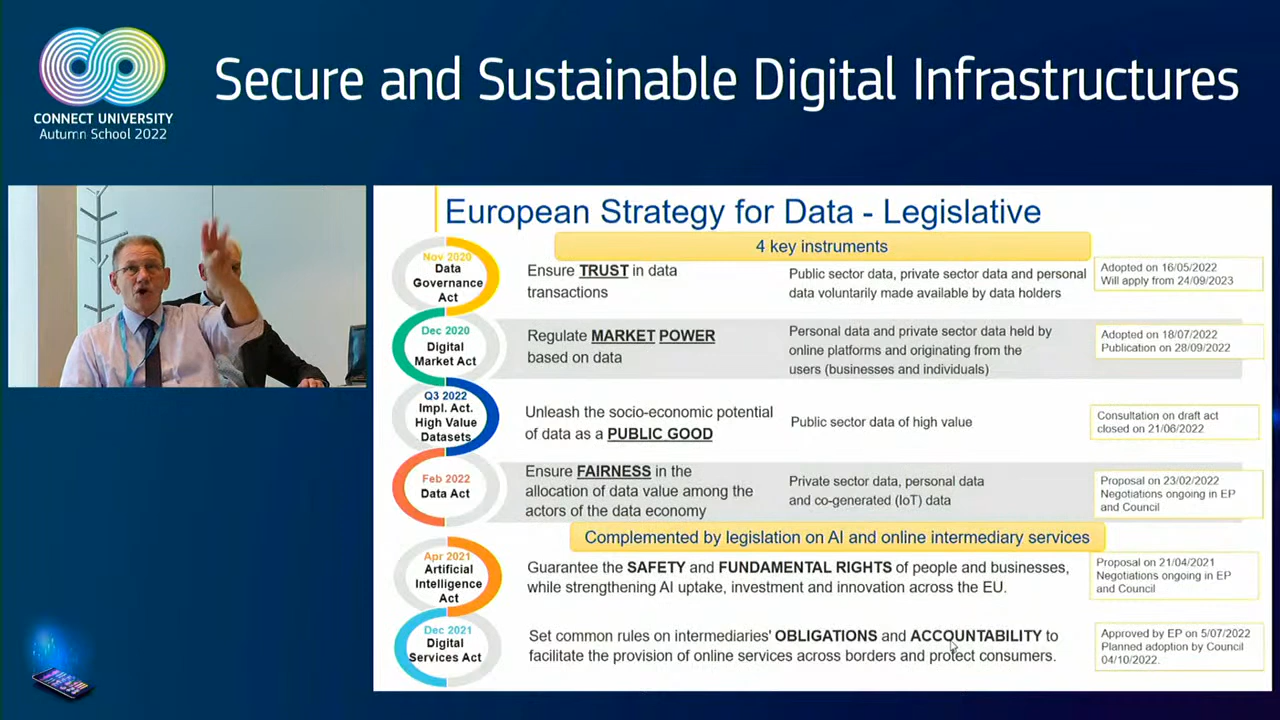 CONNECT UNIVERSITY
Autumn School 2022
Secure and Sustainable Digital Infrastructures
European Strategy for Data - Legislative
4 key instruments
Nov 2020
Data
Governance
Act
Ensure TRUST in data
transactions
Public sector data, private sector data and personal
data voluntarily made available by data holders
Adopted on 16/05/2022
Will apply from 24/09/2023
Dec 2020
Digital
Market Act
Regulate MARKET POWER
based on data
Personal data and private sector data held by
online platforms and originating from the
users (businesses and individuals)
Adopted on 18/07/2022
Publication on 28/09/2022
Q3 2022
Impl. Act.
High Value
Datasets
Unleash the socio-economic potential
of data as a PUBLIC GOOD
Public sector data of high value
Consultation on draft act
closed on 21/06/2022
Feb 2022
Data Act
Ensure FAIRNESS in the
allocation of data value among the
actors of the data economy
Private sector data, personal data
and co-generated (IoT) data
Proposal on 23/02/2022
Negotiations ongoing in EP
and Council
Complemented by legislation on AI and online intermediary services
Apr 2021
Artificial
Intelligence
Act
Guarantee the SAFETY and FUNDAMENTAL RIGHTS of people and businesses,
while strengthening AI uptake, investment and innovation across the EU.
Proposal on 21/04/2021
Negotiations ongoing in EP
and Council
Dec 2021
Digital
Services Act
Set common rules on intermediaries' OBLIGATIONS and ACCOUNTABILITY to
facilitate the provision of online services across borders and protect consumers.
Approved by EP on 5/07/2022
Planned adoption by Council
04/10/2022.